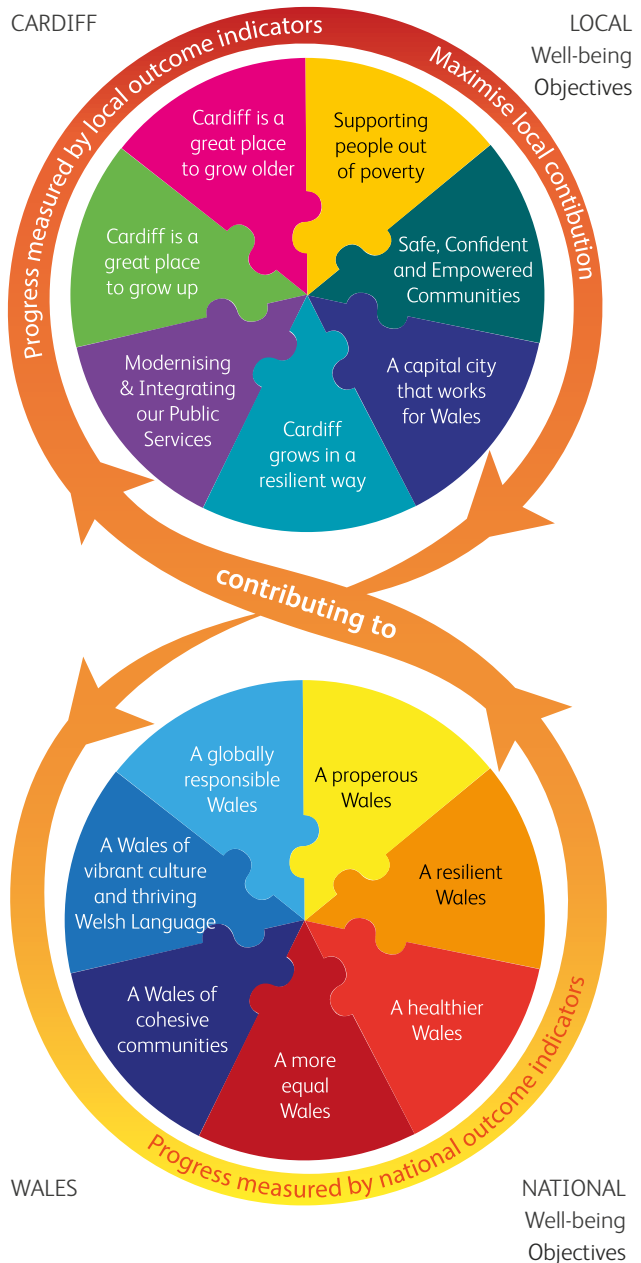 CARDIFF
LOCAL
Well-being
Objectives
Progress measured by local outcome indicators
Maximise local contibution
Cardiff is a
great place
to grow older
Supporting
people out
of poverty
Cardiff is a
great place
to grow up
Safe, Confident
and Empowered
Communities
Modernising
& Integrating
our Public
Services
Cardiff
grows in a
resilient way
A capital city
that works
for Wales
contributing to
A globally
responsible
Wales
A properous
Wales
A Wales of
vibrant culture
and thriving
Welsh Language
A resilient
Wales
A Wales of
cohesive
communities
A more
equal
Wales
A healthier
Wales
Progress measured by national outcome indicators
WALES
NATIONAL
Well-being
Objectives